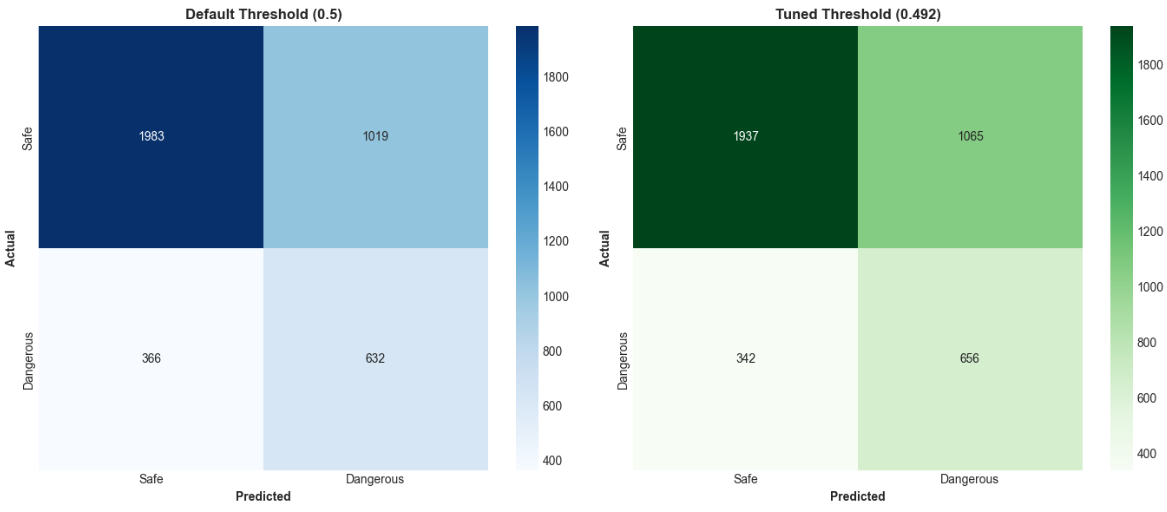 Default Threshold (0.5)
Actual
Safe
Dangerous
1983
1019
366
632
Safe
Dangerous
Predicted
1800
1600
1400
1200
1000
800
600
400
Tuned Threshold (0.492)
Actual
Safe
Dangerous
1937
1065
342
656
Safe
Dangerous
Predicted
1800
1600
1400
1200
1000
800
600
400